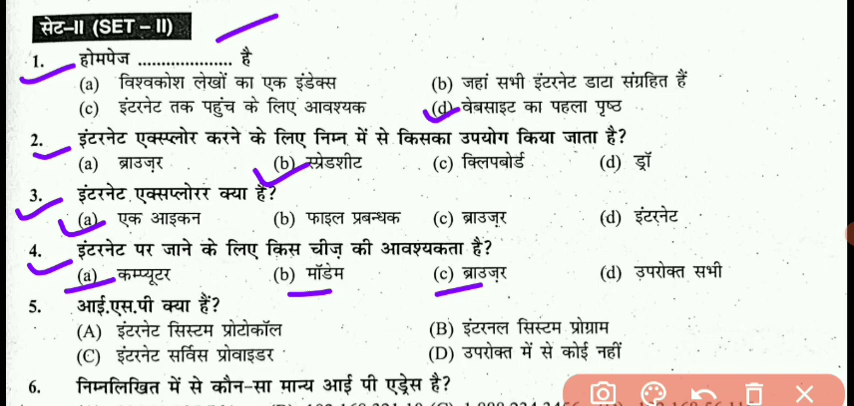 सेट–II (SET – II)
1. होमपेज ..................... है
(a) विश्वकोश लेखों का एक इंडेक्स (b) जहां सभी इंटरनेट डाटा संग्रहित हैं
(c) इंटरनेट तक पहुंच के लिए आवश्यक (d) वेबसाइट का पहला पृष्ठ
2. इंटरनेट एक्स्प्लोर करने के लिए निम्न में से किसका उपयोग किया जाता है?
(a) ब्राउज़र (b) स्प्रेडशीट (c) क्लिपबोर्ड (d) ड्रॉ
3. इंटरनेट एक्सप्लोरर क्या है?
(a) एक आइकन (b) फाइल प्रबन्धक (c) ब्राउज़र (d) इंटरनेट
4. इंटरनेट पर जाने के लिए किस चीज़ की आवश्यकता है?
(a) कम्प्यूटर (b) मॉडेम (c) ब्राउज़र (d) उपरोक्त सभी
5. आई.एस.पी क्या हैं?
(A) इंटरनेट सिस्टम प्रोटोकॉल (B) इंटरनल सिस्टम प्रोग्राम
(C) इंटरनेट सर्विस प्रोवाइडर (D) उपरोक्त में से कोई नहीं
6. निम्नलिखित में से कौन-सा मान्य आई पी एड्रेस है?